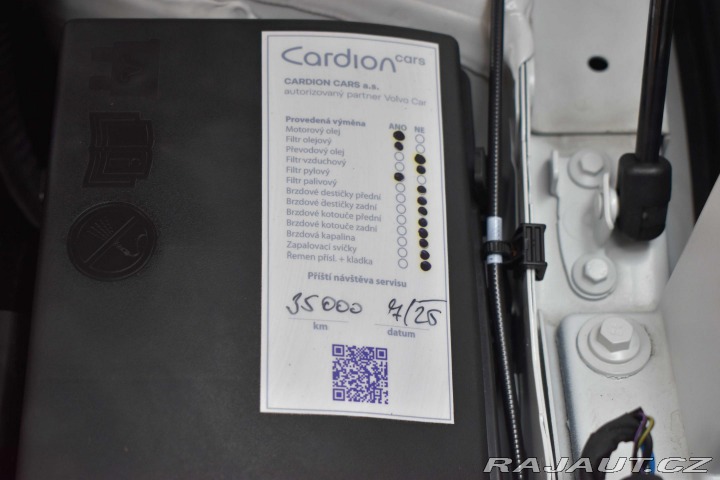 Cardion cars
CARDION CARS a.s.
autorizovaný partner Volvo Car
Provedená výměna ANO NE
Motorový olej
Filtr olejový
Převodový olej
Filtr vzduchový
Filtr pylový
Filtr palivový
Brzdové destičky přední
Brzdové destičky zadní
Brzdové kotouče přední
Brzdové kotouče zadní
Brzdová kapalina
Zapalovací svíčky
Řemen přísl. + kladka
Příští návštěva servisu
35000 7/25
km datum
RAJAUT.CZ